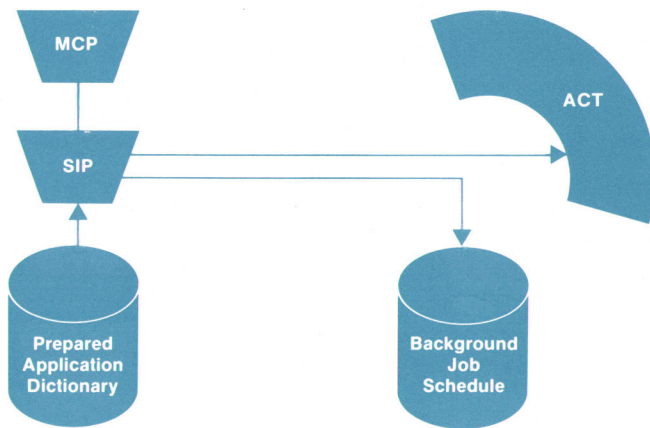 MCP
ACT
SIP
Prepared
Application
Dictionary
Background
Job
Schedule